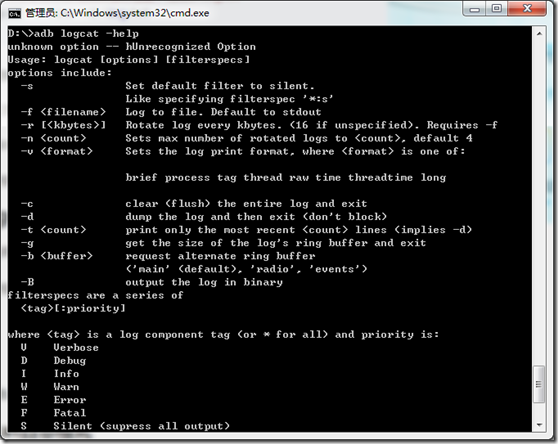 管理员: C:\Windows\system32\cmd.exe
D:\>adb logcat -help
unknown option -- hUnrecognized Option
Usage: logcat [options] [filterspecs]
options include:
  -s              Set default filter to silent.
                  Like specifying filterspec '*:s'
  -f <filename>   Log to file. Default to stdout
  -r [<kbytes>]   Rotate log every kbytes. (16 if unspecified). Requires -f
  -n <count>      Sets max number of rotated logs to <count>, default 4
  -v <format>     Sets the log print format, where <format> is one of:
                  brief process tag thread raw time threadtime long
  -c              clear (flush) the entire log and exit
  -d              dump the log and then exit (don't block)
  -t <count>      print only the most recent <count> lines (implies -d)
  -g              get the size of the log's ring buffer and exit
  -b <buffer>     request alternate ring buffer
                  ('main' (default), 'radio', 'events')
  -B              output the log in binary
filterspecs are a series of
  <tag>[:priority]
where <tag> is a log component tag (or * for all) and priority is:
  V    Verbose
  D    Debug
  I    Info
  W    Warn
  E    Error
  F    Fatal
  S    Silent (supress all output)